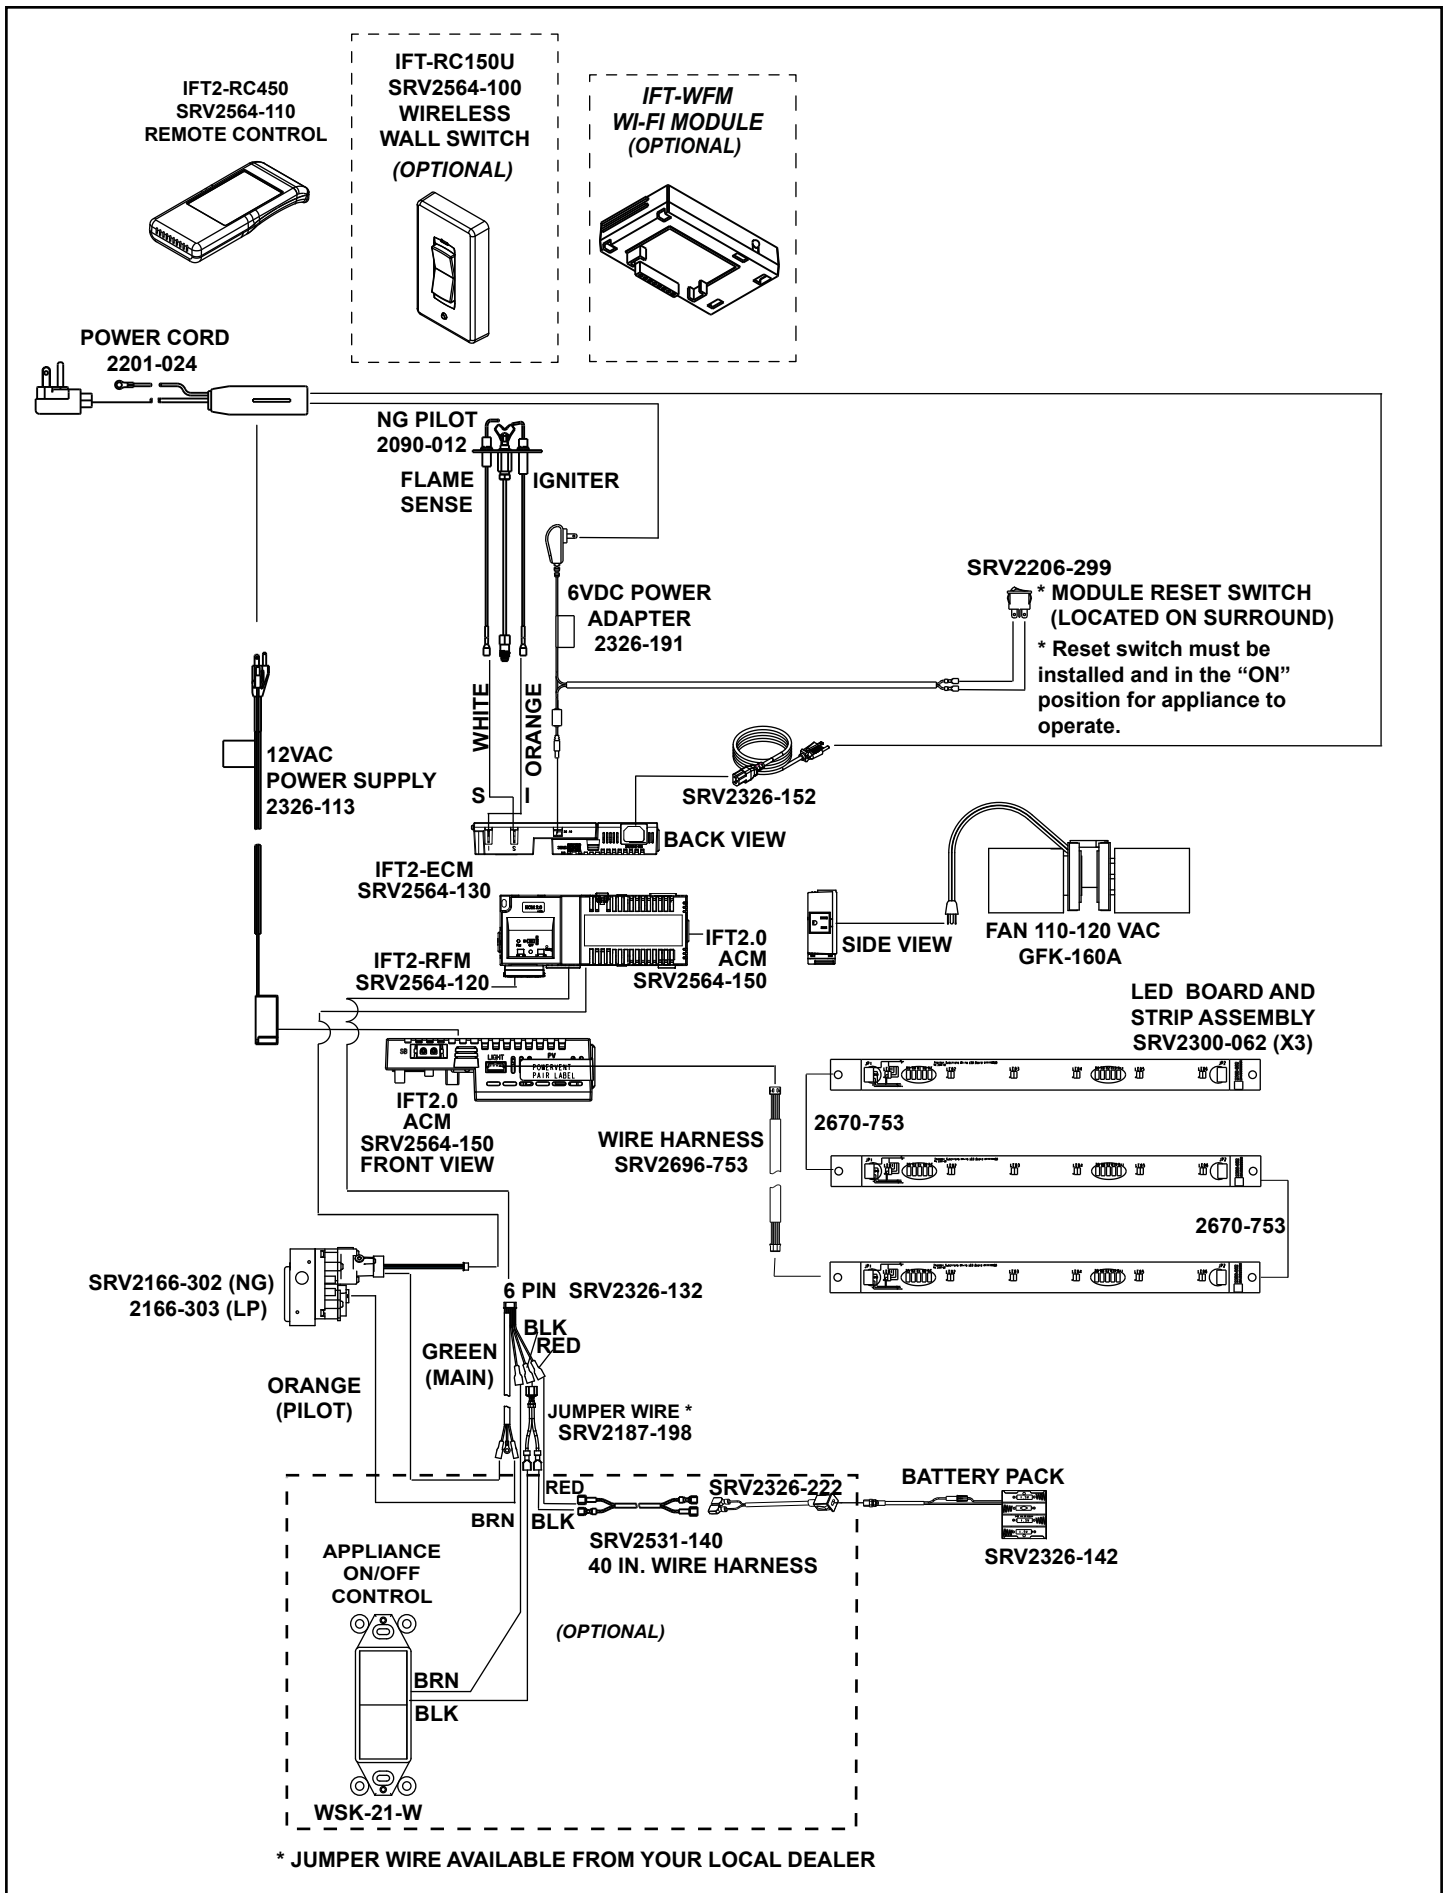 IFT2-RC450
SRV2564-110
REMOTE CONTROL
IFT-RC150U
SRV2564-100
WIRELESS
WALL SWITCH
(OPTIONAL)
IFT-WFM
WI-FI MODULE
(OPTIONAL)
POWER CORD
2201-024
NG PILOT
2090-012
FLAME
SENSE
IGNITER
6VDC POWER
ADAPTER
2326-191
SRV2206-299
* MODULE RESET SWITCH
(LOCATED ON SURROUND)
* Reset switch must be
installed and in the “ON”
position for appliance to
operate.
WHITE
ORANGE
S
I
12VAC
POWER SUPPLY
2326-113
SRV2326-152
I
S
BACK VIEW
IFT2-ECM
SRV2564-130
IFT2-RFM
SRV2564-120
IFT2.0
ACM
SRV2564-150
SIDE VIEW
FAN 110-120 VAC
GFK-160A
LED BOARD AND
STRIP ASSEMBLY
SRV2300-062 (X3)
SB
LIGHT
PV
POWERVENT
PAIR LABEL
IFT2.0
ACM
SRV2564-150
FRONT VIEW
WIRE HARNESS
SRV2696-753
2670-753
2670-753
SRV2166-302 (NG)
2166-303 (LP)
6 PIN SRV2326-132
BLK
RED
GREEN
(MAIN)
ORANGE
(PILOT)
JUMPER WIRE *
SRV2187-198
RED
BRN
BLK
SRV2326-222
BATTERY PACK
SRV2531-140
40 IN. WIRE HARNESS
SRV2326-142
APPLIANCE
ON/OFF
CONTROL
(OPTIONAL)
BRN
BLK
WSK-21-W
* JUMPER WIRE AVAILABLE FROM YOUR LOCAL DEALER